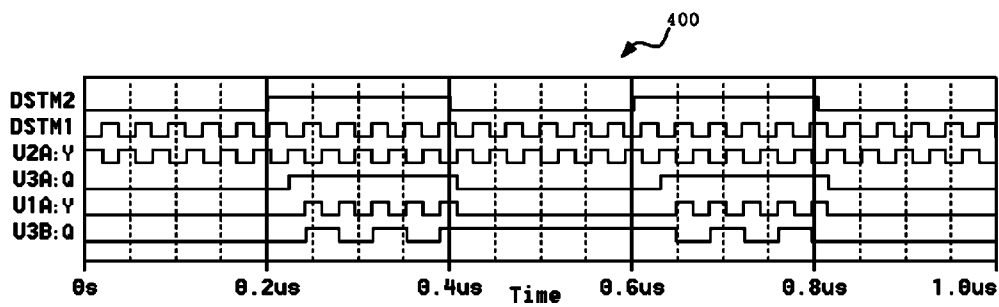 400
DSTM2
DSTM1
U2A:Y
U3A:Q
U1A:Y
U3B:Q
0s 0.2us 0.4us 0.6us 0.8us 1.0us
Time